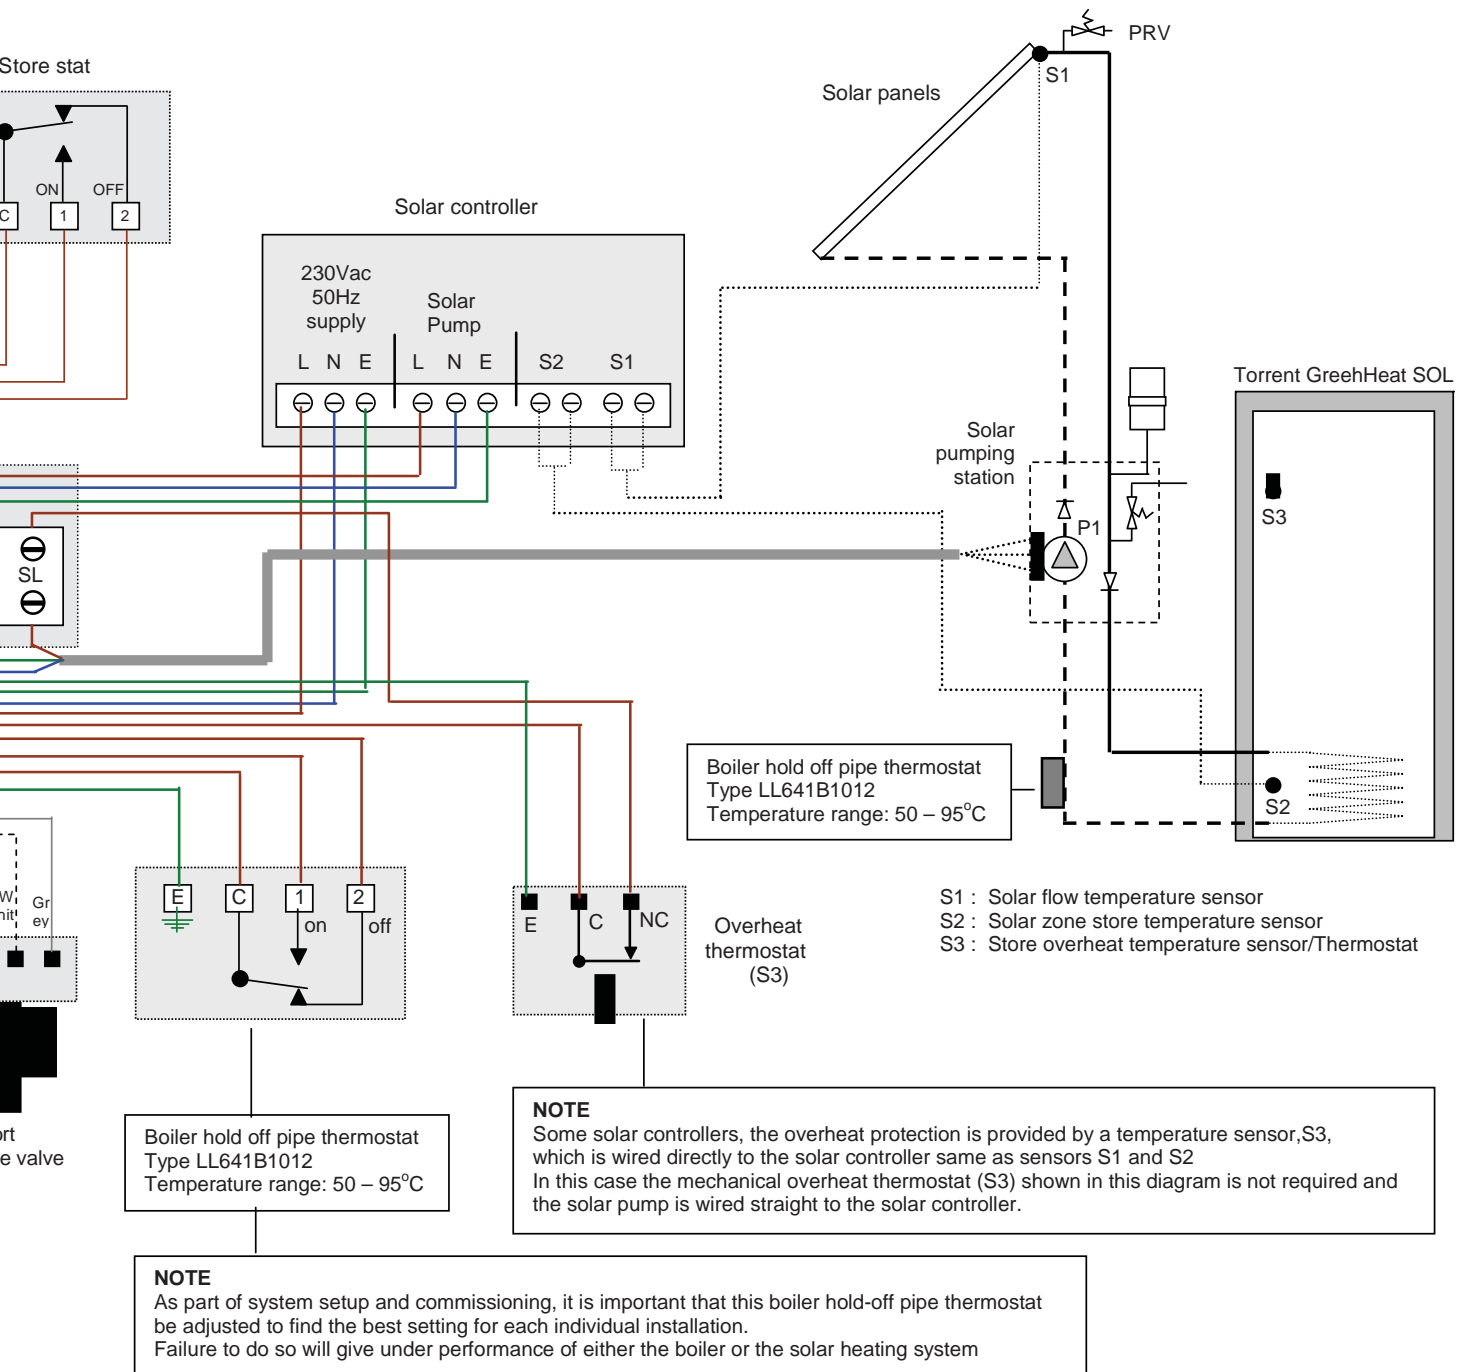 PRV
Store stat
S1
Solar panels
ON
OFF
C
1
2
Solar controller
230Vac
50Hz
supply
Solar
Pump
L N E
L N E
S2
S1
Torrent GreehHeat SOL
Solar
pumping
station
S3
P1
SL
Boiler hold off pipe thermostat
Type LL641B1012
Temperature range: 50 – 95°C
S2
E
C
1
2
on
off
E
C
NC
Overheat
thermostat
(S3)
S1 : Solar flow temperature sensor
S2 : Solar zone store temperature sensor
S3 : Store overheat temperature sensor/Thermostat
W
Gr
ey
e valve
Boiler hold off pipe thermostat
Type LL641B1012
Temperature range: 50 – 95°C
NOTE
Some solar controllers, the overheat protection is provided by a temperature sensor,S3,
which is wired directly to the solar controller same as sensors S1 and S2
In this case the mechanical overheat thermostat (S3) shown in this diagram is not required and
the solar pump is wired straight to the solar controller.
NOTE
As part of system setup and commissioning, it is important that this boiler hold-off pipe thermostat
be adjusted to find the best setting for each individual installation.
Failure to do so will give under performance of either the boiler or the solar heating system